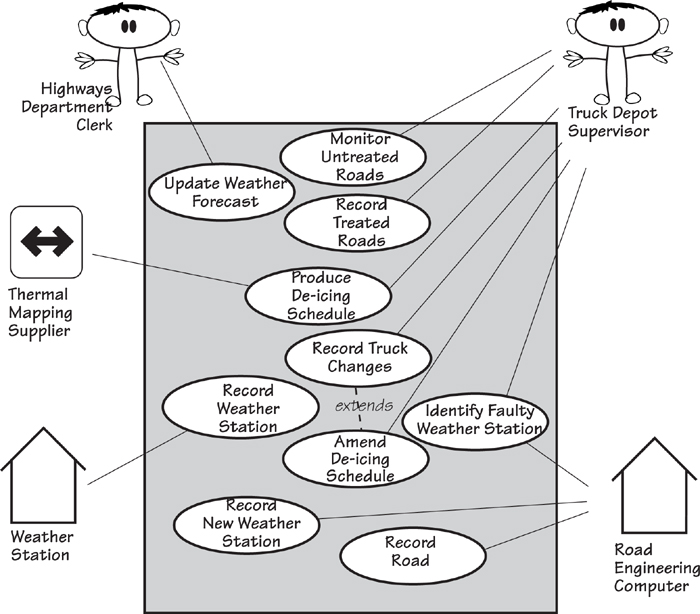 Highways
Department
Clerk
Truck Depot
Supervisor
Monitor
Untreated
Roads
Update Weather
Forecast
Record
Treated
Roads
Thermal
Mapping
Supplier
Produce
De-icing
Schedule
Record Truck
Changes
Record
Weather
Station
extends
Identify Faulty
Weather Station
Amend
De-icing
Schedule
Weather
Station
Record
New Weather
Station
Record
Road
Road
Engineering
Computer